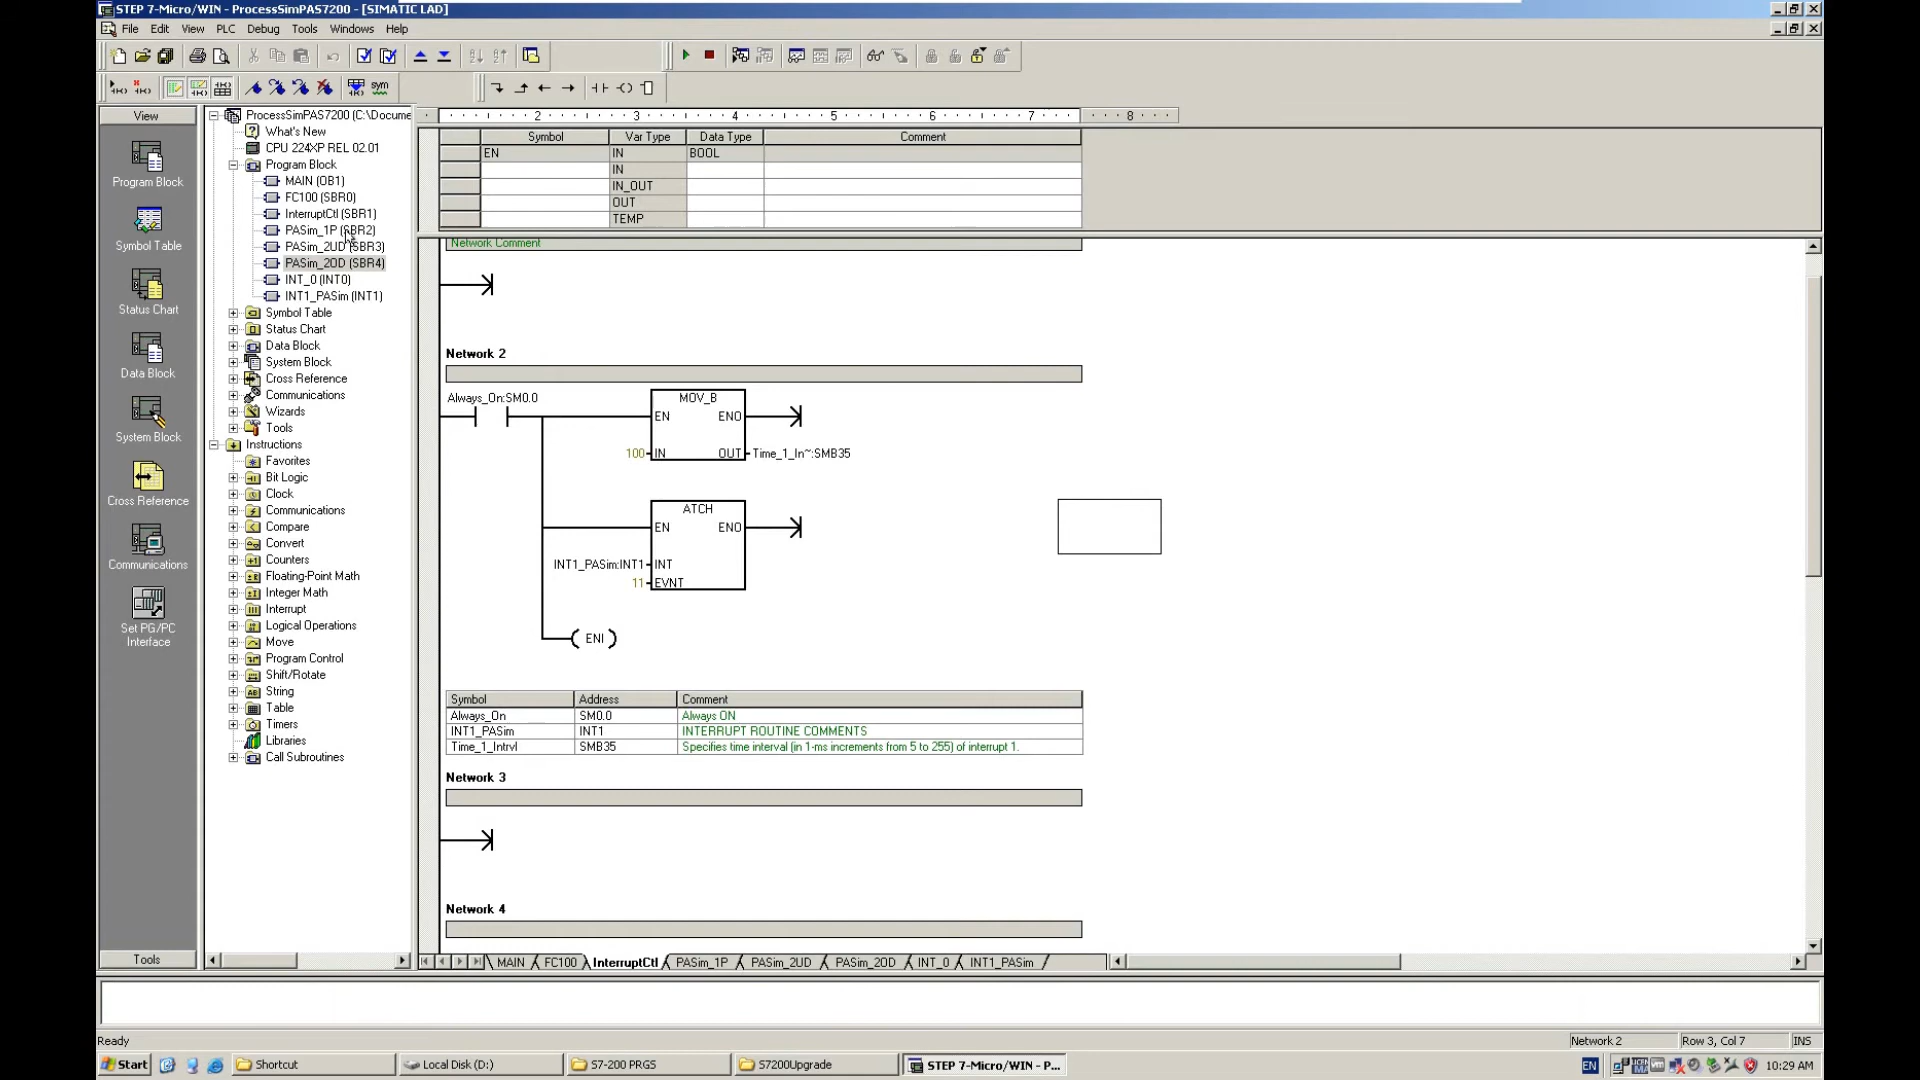 STEP 7-Micro/WIN - ProcessSimPAS7200 - [SIMATIC LAD]
File Edit View PLC Debug Tools Windows Help
sym
View
Program Block
Symbol Table
Status Chart
Data Block
System Block
Cross Reference
Communications
Set PG/PC
Interface
Tools
ProcessSimPAS7200 (C:\Docume
What's New
CPU 224XP REL 02.01
Program Block
MAIN (OB1)
FC100 (SBR0)
InterruptCtl (SBR1)
PASim_1P (SBR2)
PASim_2UD (SBR3)
PASim_2OD (SBR4)
INT_0 (INT0)
INT1_PASim (INT1)
Symbol Table
Status Chart
Data Block
System Block
Cross Reference
Communications
Wizards
Tools
Instructions
Favorites
Bit Logic
Clock
Communications
Compare
Convert
Counters
Floating-Point Math
Integer Math
Interrupt
Logical Operations
Move
Program Control
Shift/Rotate
String
Table
Timers
Libraries
Call Subroutines
2 3 4 5 6 7 8
Symbol Var Type Data Type Comment
EN IN BOOL
IN
IN_OUT
OUT
TEMP
Network Comment
Network 2
Always_On:SM0.0
MOV_B
EN ENO
100 IN OUT Time_1_In~:SMB35
ATCH
EN ENO
INT1_PASim:INT1 INT
11 EVNT
( ENI )
Symbol Address Comment
Always_On SM0.0 Always ON
INT1_PASim INT1 INTERRUPT ROUTINE COMMENTS
Time_1_Intrvl SMB35 Specifies time interval (in 1-ms increments from 5 to 255) of interrupt 1.
Network 3
Network 4
MAIN FC100 InterruptCtl PASim_1P PASim_2UD PASim_2OD INT_0 INT1_PASim
Ready
Network 2 Row 3, Col 7 INS
Start Shortcut Local Disk (D:) S7-200 PRGS S7200Upgrade STEP 7-Micro/WIN - P... EN 10:29 AM